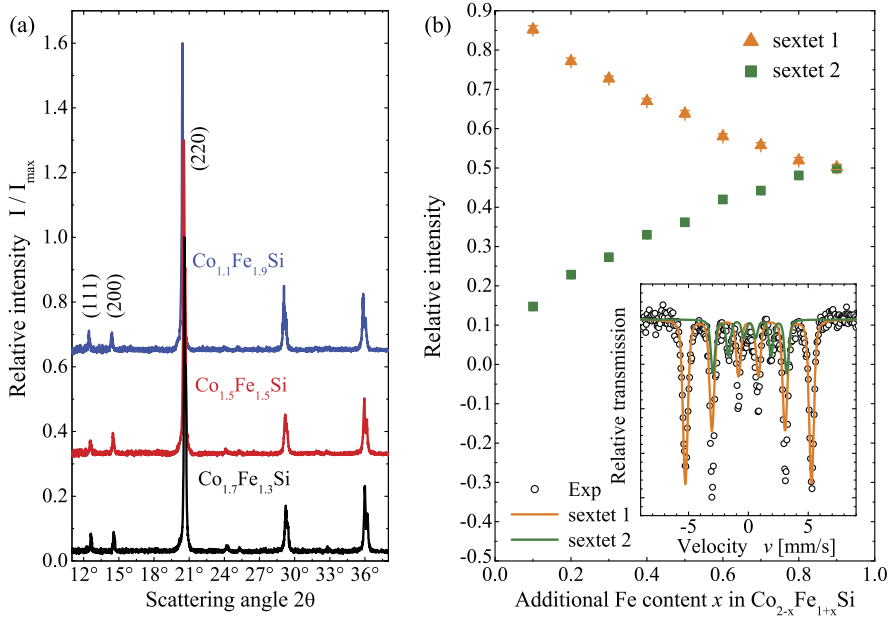 (a)
Relative intensity I / I_max
1.6
1.4
1.2
1.0
0.8
0.6
0.4
0.2
0.0
(111)
(200)
(220)
Co1.1Fe1.9Si
Co1.5Fe1.5Si
Co1.7Fe1.3Si
12° 15° 18° 21° 24° 27° 30° 33° 36°
Scattering angle 2θ
(b)
Relative intensity
0.9
0.8
0.7
0.6
0.5
0.4
0.3
0.2
0.1
0.0
-0.1
-0.2
-0.3
-0.4
-0.5
sextet 1
sextet 2
Relative transmission
Exp
sextet 1
sextet 2
-5 0 5
Velocity v [mm/s]
0.0 0.2 0.4 0.6 0.8 1.0
Additional Fe content x in Co2-xFe1+xSi